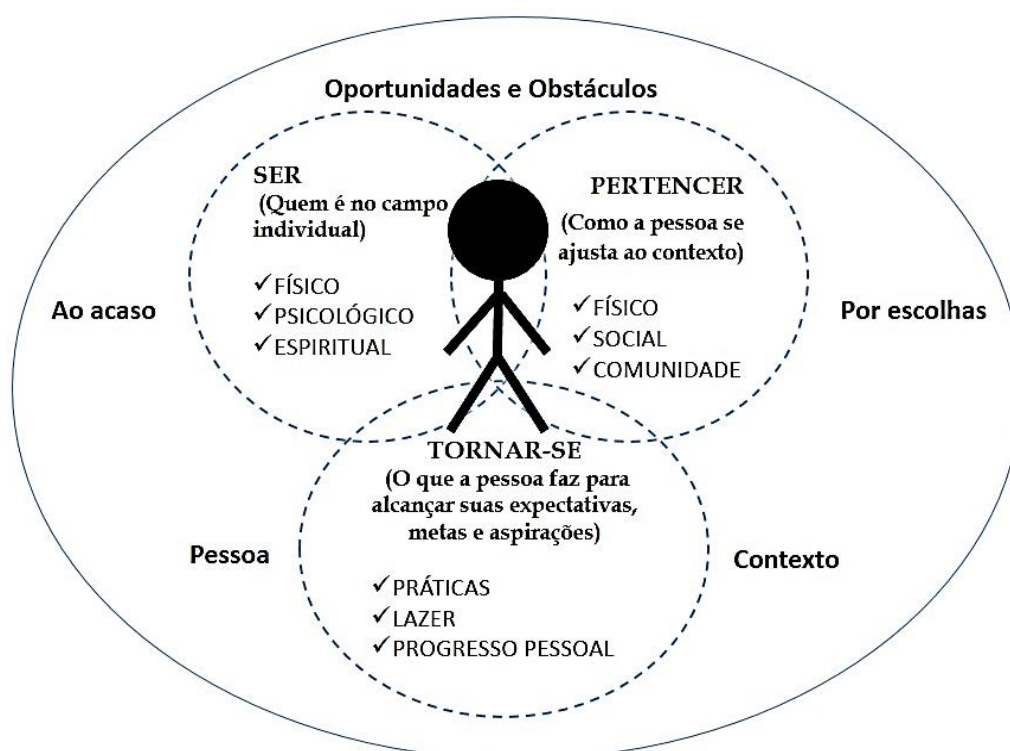 Oportunidades e Obstáculos
SER
(Quem é no campo
individual)
✓FÍSICO
✓PSICOLÓGICO
✓ESPIRITUAL
PERTENCER
(Como a pessoa se
ajusta ao contexto)
✓FÍSICO
✓SOCIAL
✓COMUNIDADE
Ao acaso
Por escolhas
TORNAR-SE
(O que a pessoa faz para
alcançar suas expectativas,
metas e aspirações)
✓PRÁTICAS
✓LAZER
✓PROGRESSO PESSOAL
Pessoa
Contexto